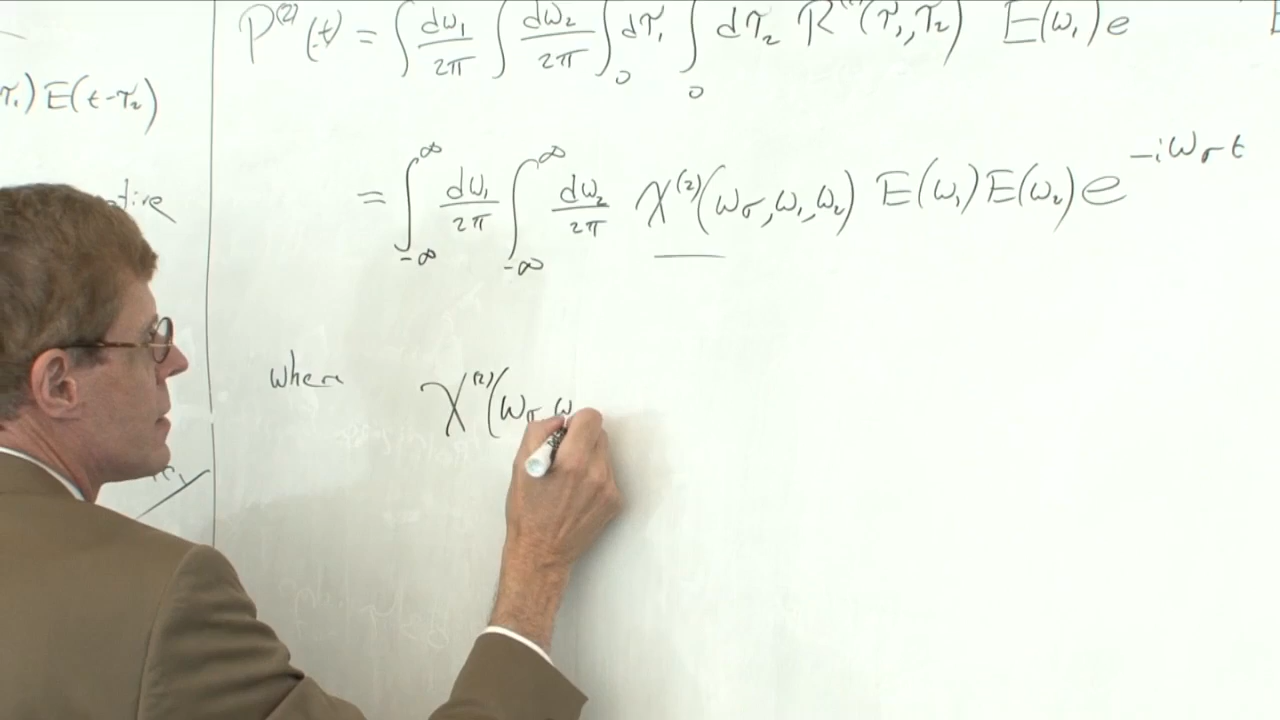 P⁽²⁾(t) = ∫ dω₁/2π ∫ dω₂/2π ∫₀ dτ₁ ∫₀ dτ₂ R (τ₁, τ₂) E(ω₁) e
τ₁) E(t-τ₂)
= ∫_{-∞}^{∞} dω₁/2π ∫_{-∞}^{∞} dω₂/2π χ⁽²⁾(ω_σ, ω₁, ω₂) E(ω₁) E(ω₂) e^{-iω_σ t}
where χ⁽²⁾(ω_σ, ω